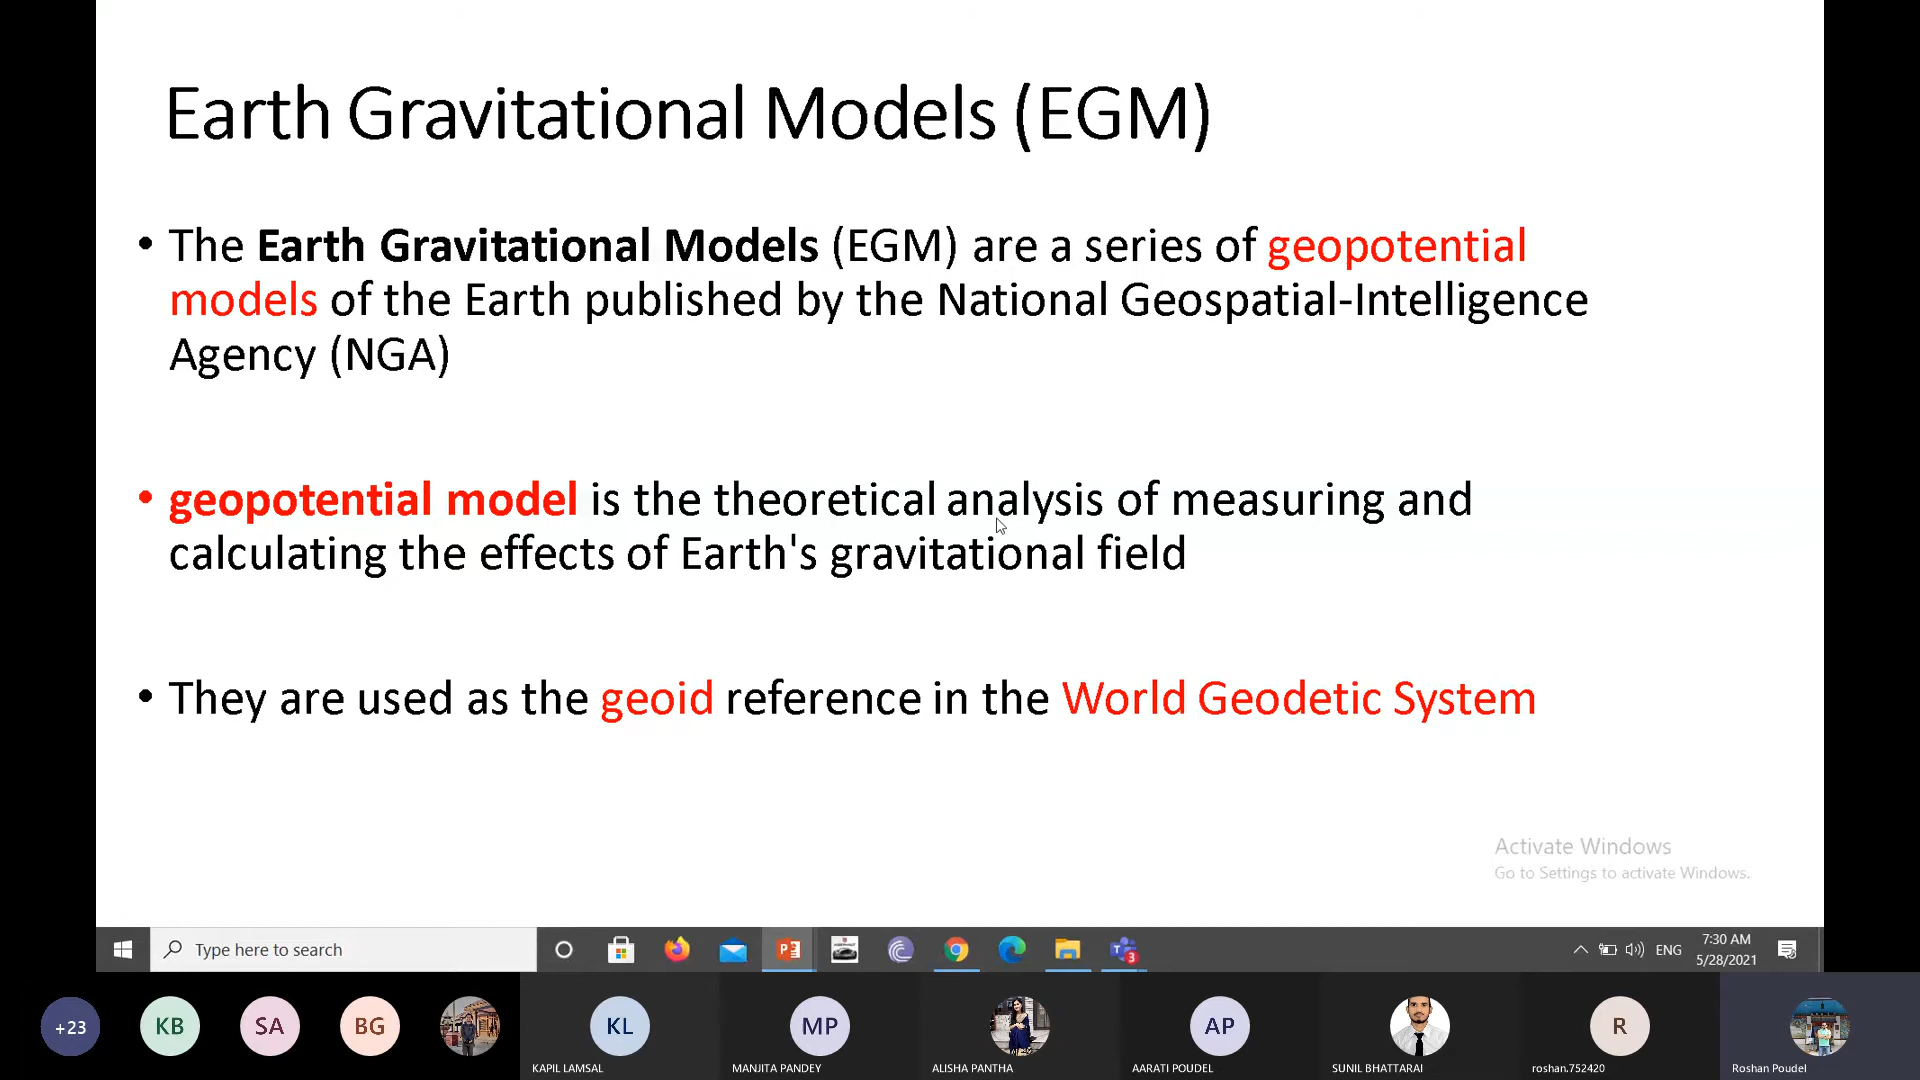 Earth Gravitational Models (EGM)
• The Earth Gravitational Models (EGM) are a series of geopotential
models of the Earth published by the National Geospatial-Intelligence
Agency (NGA)
• geopotential model is the theoretical analysis of measuring and
calculating the effects of Earth's gravitational field
• They are used as the geoid reference in the World Geodetic System
Activate Windows
Go to Settings to activate Windows.
Type here to search
3
ENG
7:30 AM
5/28/2021
+23
KB
SA
BG
KL
MP
AP
R
KAPIL LAMSAL
MANJITA PANDEY
ALISHA PANTHA
AARATI POUDEL
SUNIL BHATTARAI
roshan.752420
Roshan Poudel